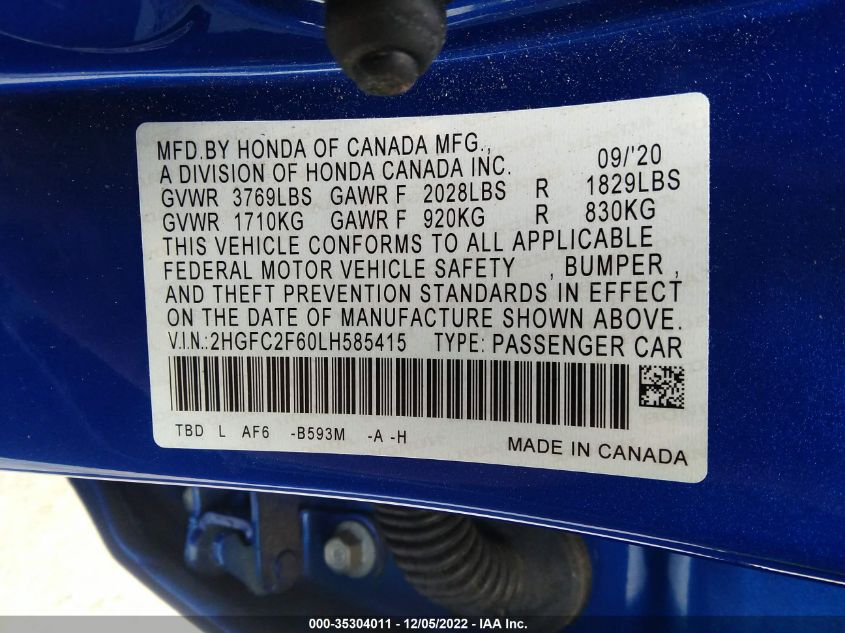 MFD.BY HONDA OF CANADA MFG.,
A DIVISION OF HONDA CANADA INC. 09/'20
GVWR 3769LBS GAWR F 2028LBS R 1829LBS
GVWR 1710KG GAWR F 920KG R 830KG
THIS VEHICLE CONFORMS TO ALL APPLICABLE
FEDERAL MOTOR VEHICLE SAFETY , BUMPER ,
AND THEFT PREVENTION STANDARDS IN EFFECT
ON THE DATE OF MANUFACTURE SHOWN ABOVE.
V.I.N.:2HGFC2F60LH585415 TYPE: PASSENGER CAR
TBD L AF6 -B593M -A -H MADE IN CANADA
000-35304011 - 12/05/2022 - IAA Inc.